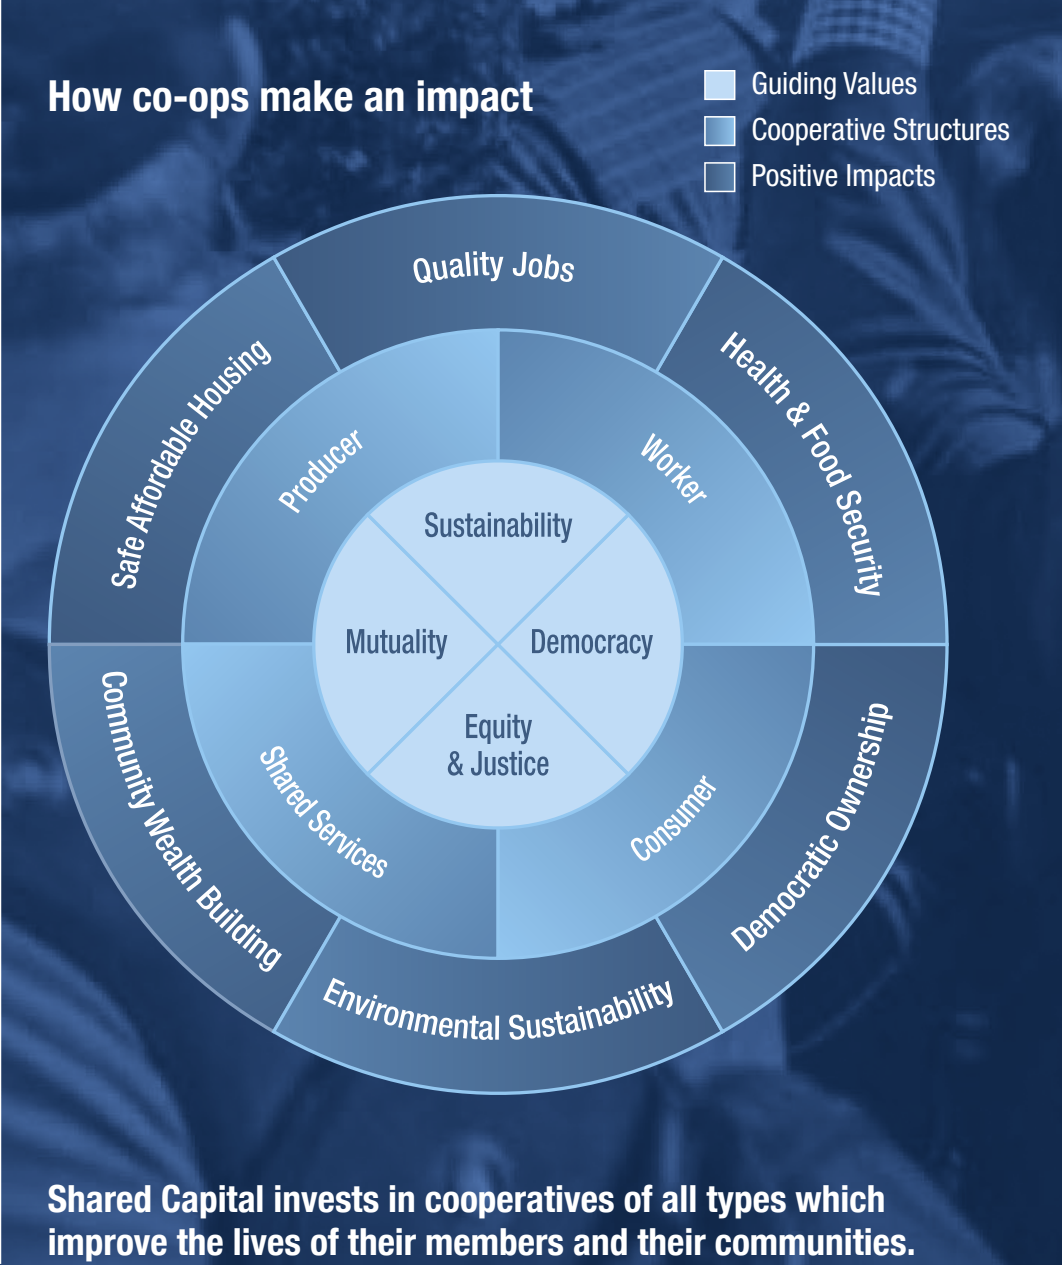 How co-ops make an impact
Guiding Values
Cooperative Structures
Positive Impacts
Quality Jobs
Health & Food Security
Democratic Ownership
Environmental Sustainability
Community Wealth Building
Safe Affordable Housing
Producer
Worker
Consumer
Shared Services
Sustainability
Democracy
Equity
& Justice
Mutuality
Shared Capital invests in cooperatives of all types which
improve the lives of their members and their communities.